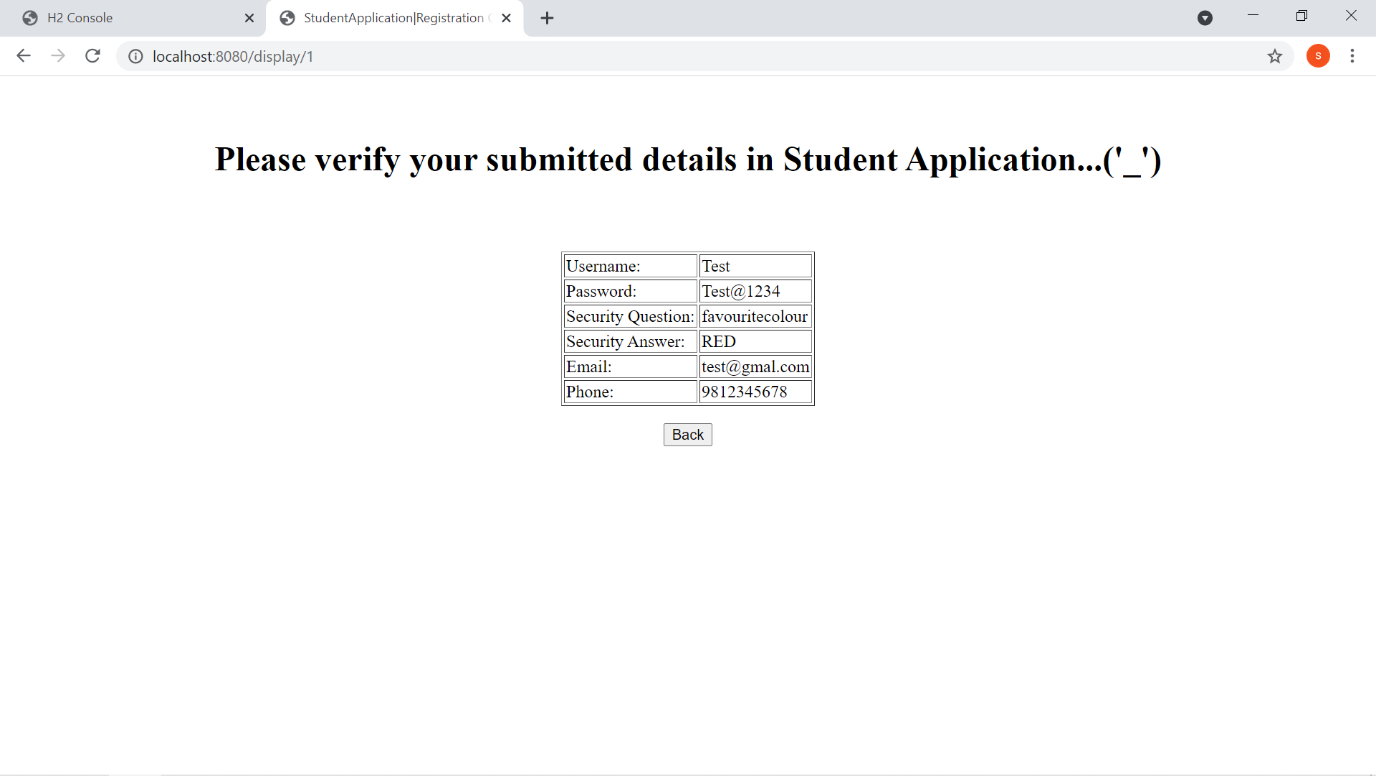 H2 Console
StudentApplication|Registration
localhost:8080/display/1
S
Please verify your submitted details in Student Application...('_')
Username: Test
Password: Test@1234
Security Question: favouritecolour
Security Answer: RED
Email: test@gmal.com
Phone: 9812345678
Back